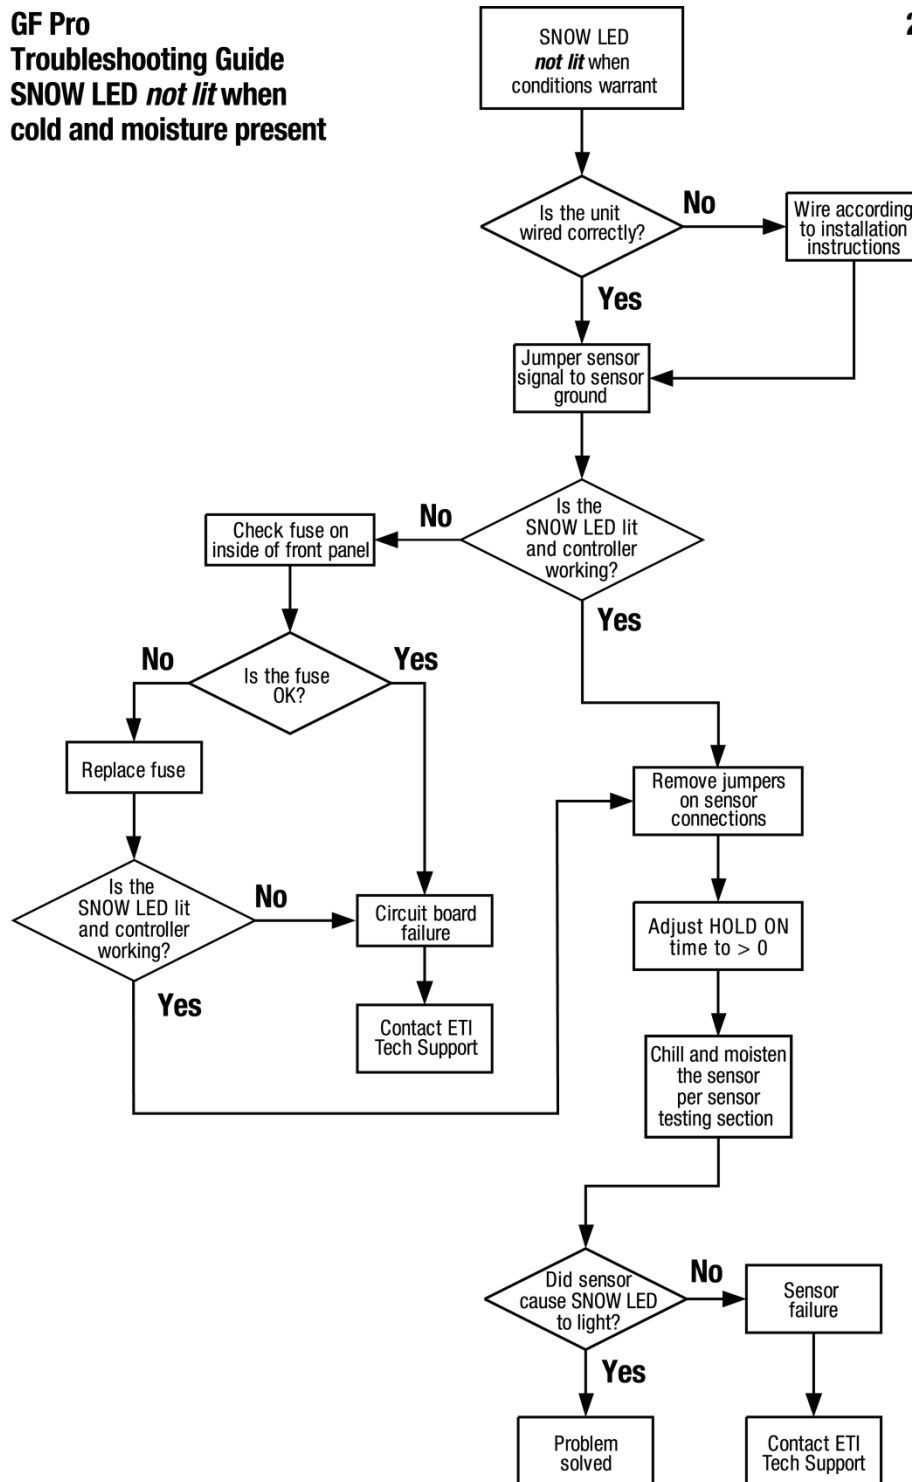 GF Pro
Troubleshooting Guide
SNOW LED not lit when
cold and moisture present
2
SNOW LED
not lit when
conditions warrant
Is the unit
wired correctly?
No
Wire according
to installation
instructions
Yes
Jumper sensor
signal to sensor
ground
Is the
SNOW LED lit
and controller
working?
No
Check fuse on
inside of front panel
Yes
Is the fuse
OK?
No
Yes
Replace fuse
Remove jumpers
on sensor
connections
Is the
SNOW LED lit
and controller
working?
No
Circuit board
failure
Adjust HOLD ON
time to > 0
Yes
Contact ETI
Tech Support
Chill and moisten
the sensor
per sensor
testing section
Did sensor
cause SNOW LED
to light?
No
Sensor
failure
Yes
Problem
solved
Contact ETI
Tech Support